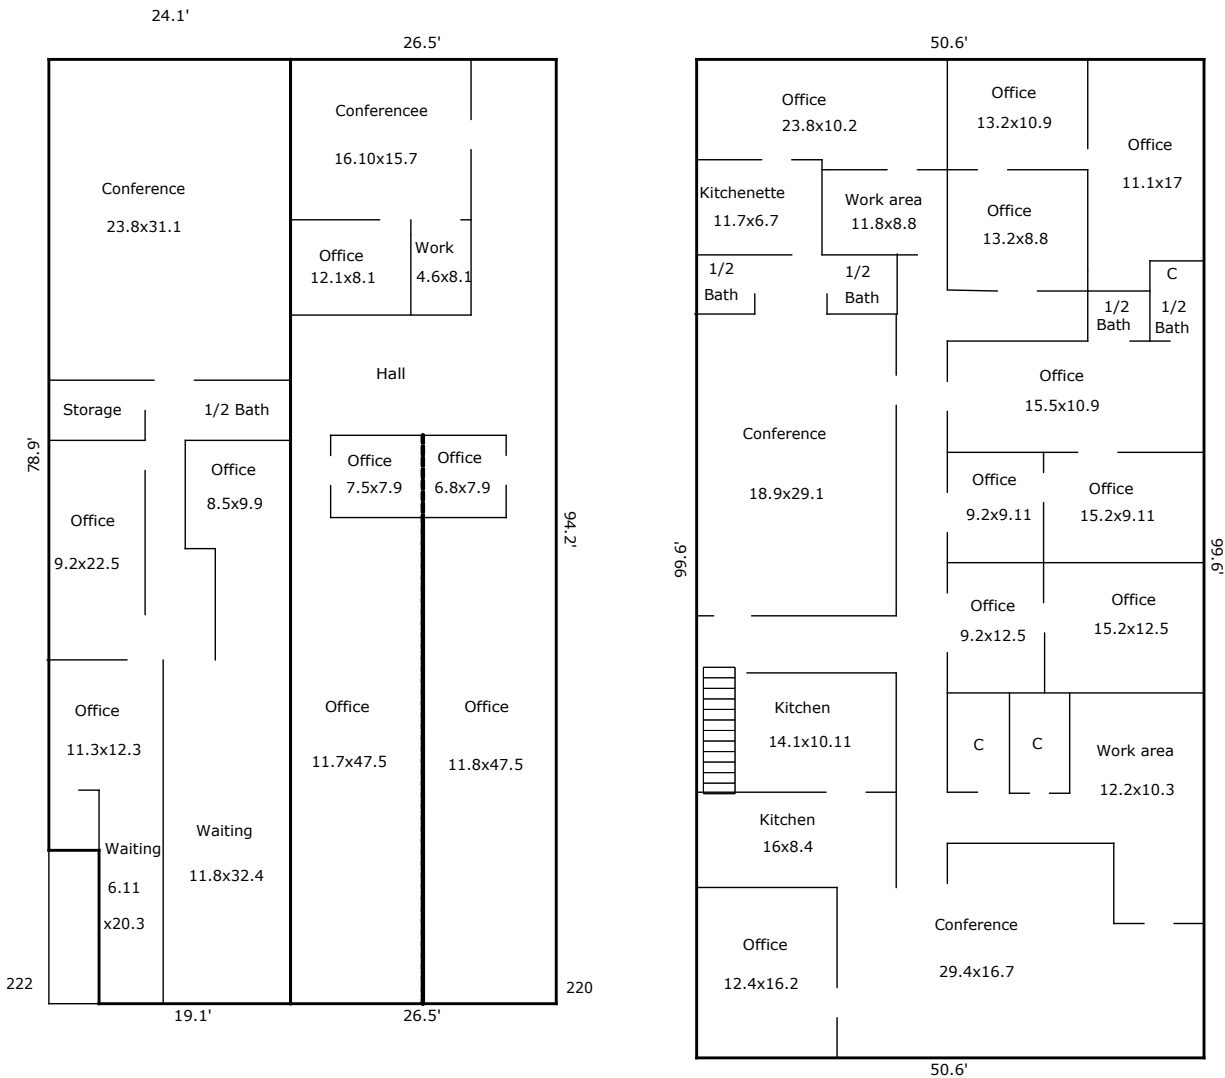 24.1'
26.5'
Conference
23.8x31.1
Conferencee
16.10x15.7
Office
12.1x8.1
Work
4.6x8.1
Hall
Storage
1/2 Bath
78.9'
Office
8.5x9.9
Office
7.5x7.9
Office
6.8x7.9
Office
9.2x22.5
94.2'
Office
11.3x12.3
Office
11.7x47.5
Office
11.8x47.5
Waiting
6.11
x20.3
Waiting
11.8x32.4
222
220
19.1'
26.5'
50.6'
Office
23.8x10.2
Office
13.2x10.9
Office
11.1x17
Kitchenette
11.7x6.7
Work area
11.8x8.8
Office
13.2x8.8
1/2
Bath
1/2
Bath
C
1/2
Bath
1/2
Bath
Office
15.5x10.9
Conference
18.9x29.1
Office
9.2x9.11
Office
15.2x9.11
99.6'
99.6'
Office
9.2x12.5
Office
15.2x12.5
Kitchen
14.1x10.11
C
C
Work area
12.2x10.3
Kitchen
16x8.4
Office
12.4x16.2
Conference
29.4x16.7
50.6'